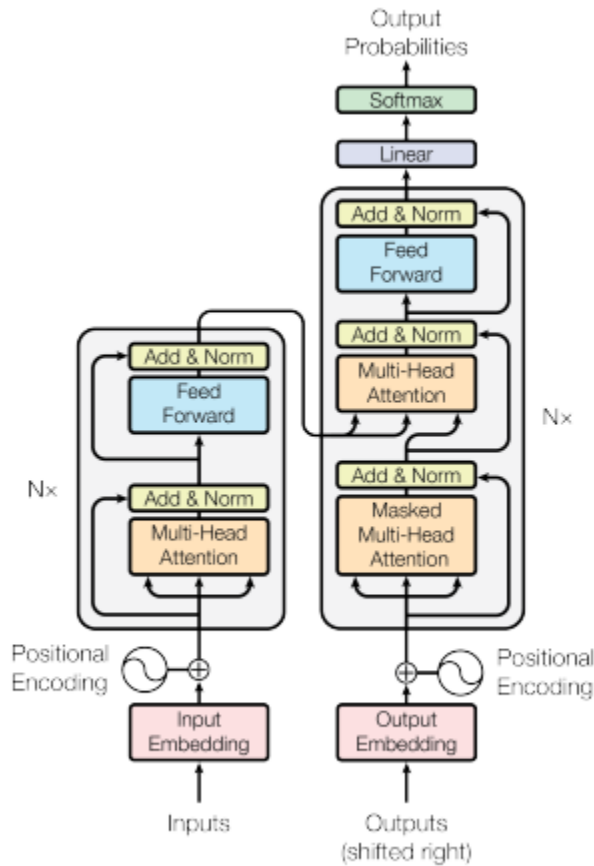 Output
Probabilities
Softmax
Linear
Add & Norm
Feed
Forward
Add & Norm
Multi-Head
Attention
Nx
Add & Norm
Masked
Multi-Head
Attention
Add & Norm
Feed
Forward
Nx
Add & Norm
Multi-Head
Attention
Positional
Encoding
Positional
Encoding
Input
Embedding
Output
Embedding
Inputs
Outputs
(shifted right)